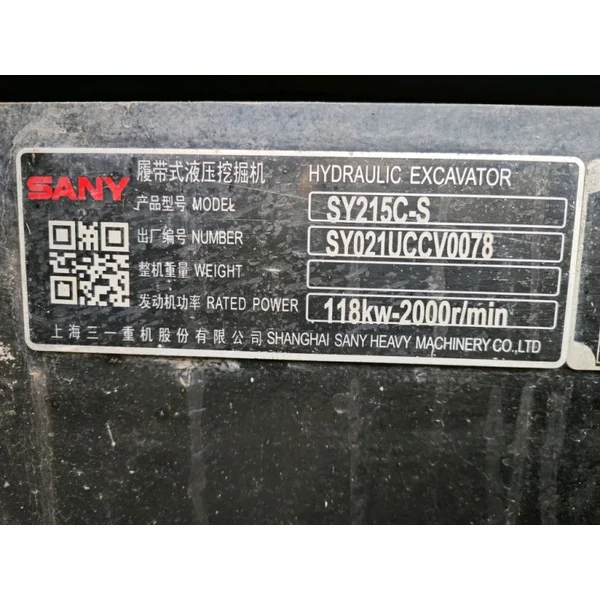 SANY
履带式液压挖掘机 HYDRAULIC EXCAVATOR
产品型号 MODEL SY215C-S
出厂编号 NUMBER SY021UCCV0078
整机重量 WEIGHT
发动机功率 RATED POWER 118kw-2000r/min
上海三一重机股份有限公司 SHANGHAI SANY HEAVY MACHINERY CO.,LTD